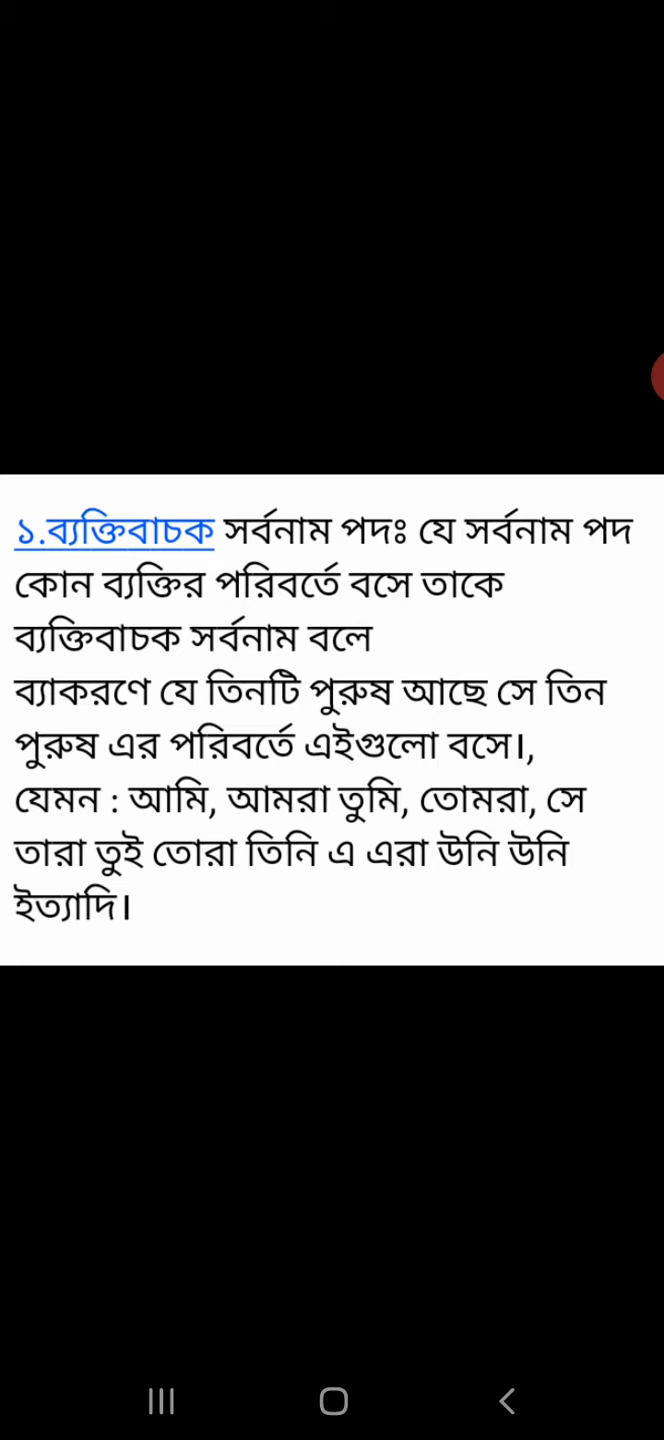 ১.ব্যক্তিবাচক সর্বনাম পদঃ যে সর্বনাম পদ
কোন ব্যক্তির পরিবর্তে বসে তাকে
ব্যক্তিবাচক সর্বনাম বলে
ব্যাকরণে যে তিনটি পুরুষ আছে সে তিন
পুরুষ এর পরিবর্তে এইগুলো বসে।,
যেমন : আমি, আমরা তুমি, তোমরা, সে
তারা তুই তোরা তিনি এ এরা উনি উনি
ইত্যাদি।